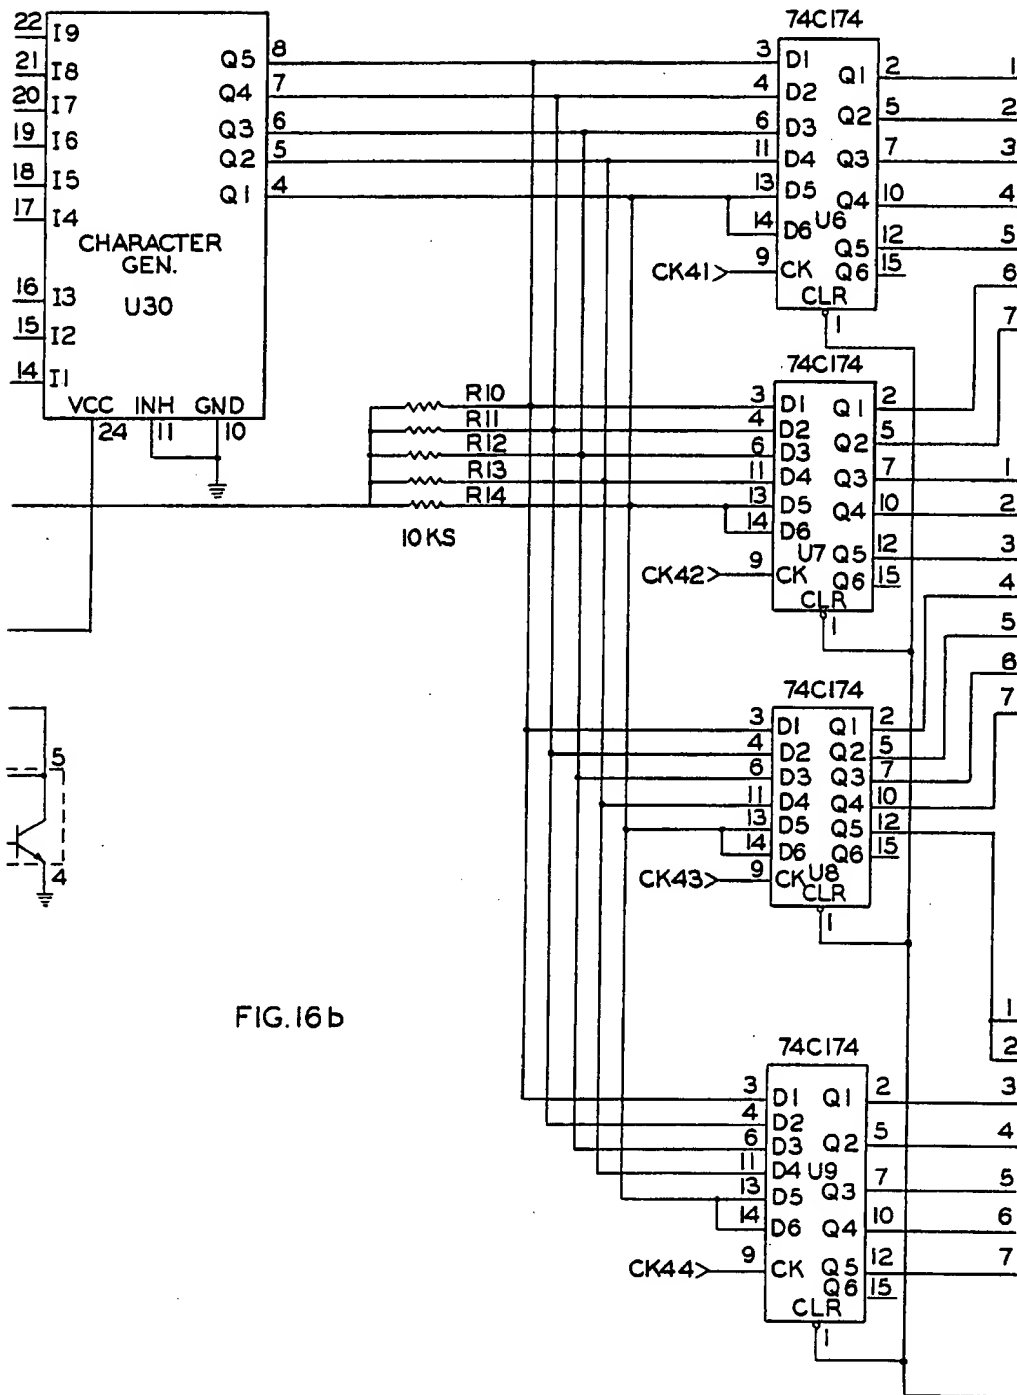 22 I9
21 I8
20 I7
19 I6
18 I5
17 I4
16 I3
15 I2
14 I1
Q5 8
Q4 7
Q3 6
Q2 5
Q1 4
CHARACTER
GEN.
U30
VCC INH GND
24 11 10
R10
R11
R12
R13
R14
10KS
5
4
FIG.16b
74C174
3 D1 Q1 2 1
4 D2 Q2 5 2
6 D3 Q3 7 3
11 D4 Q4 10 4
13 D5 Q5 12 5
14 D6 U6 Q6 15
CK41 9 CK
CLR
1
6
7
74C174
3 D1 Q1 2
4 D2 Q2 5
6 D3 Q3 7 1
11 D4 Q4 10 2
13 D5 Q5 12 3
14 D6 U7 Q6 15
CK42 9 CK
CLR
1
4
5
6
7
74C174
3 D1 Q1 2
4 D2 Q2 5
6 D3 Q3 7
11 D4 Q4 10
13 D5 Q5 12
14 D6 Q6 15
CK43 9 CK U8
CLR
1
1
2
74C174
3 D1 Q1 2 3
4 D2 Q2 5 4
6 D3 Q3 7 5
11 D4 U9 Q4 10 6
13 D5 Q5 12 7
14 D6 Q6 15
CK44 9 CK
CLR
1